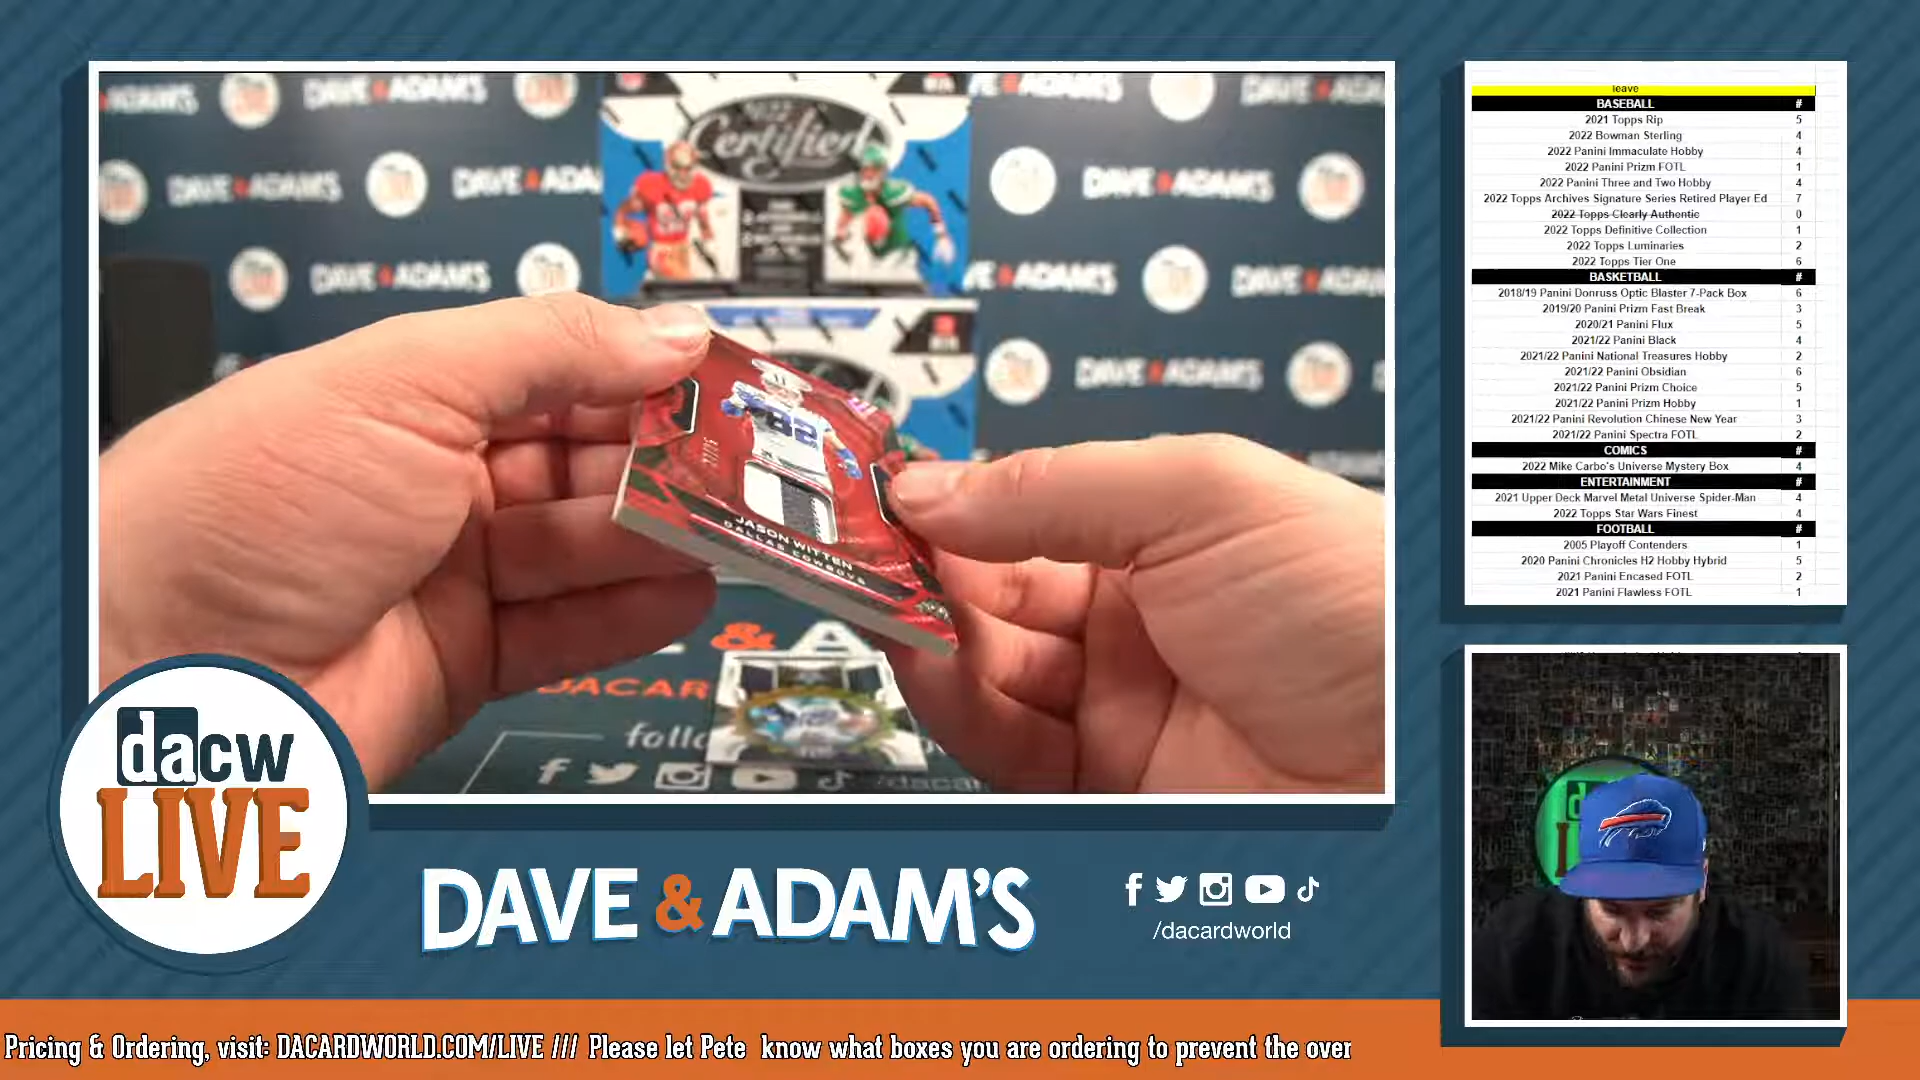 DAVE & ADAM'S
Certified
82
JASON WITTEN
DALLAS COWBOYS
& A
DACAR
follo
/dacar
leave
BASEBALL #
2021 Topps Rip 5
2022 Bowman Sterling 4
2022 Panini Immaculate Hobby 4
2022 Panini Prizm FOTL 1
2022 Panini Three and Two Hobby 4
2022 Topps Archives Signature Series Retired Player Ed 7
2022 Topps Clearly Authentic 0
2022 Topps Definitive Collection 1
2022 Topps Luminaries 2
2022 Topps Tier One 6
BASKETBALL #
2018/19 Panini Donruss Optic Blaster 7-Pack Box 6
2019/20 Panini Prizm Fast Break 3
2020/21 Panini Flux 5
2021/22 Panini Black 4
2021/22 Panini National Treasures Hobby 2
2021/22 Panini Obsidian 6
2021/22 Panini Prizm Choice 5
2021/22 Panini Prizm Hobby 1
2021/22 Panini Revolution Chinese New Year 3
2021/22 Panini Spectra FOTL 2
COMICS #
2022 Mike Carbo's Universe Mystery Box 4
ENTERTAINMENT #
2021 Upper Deck Marvel Metal Universe Spider-Man 4
2022 Topps Star Wars Finest 4
FOOTBALL #
2005 Playoff Contenders 1
2020 Panini Chronicles H2 Hobby Hybrid 5
2021 Panini Encased FOTL 2
2021 Panini Flawless FOTL 1
dacw
LIVE
DAVE & ADAM'S
/dacardworld
Pricing & Ordering, visit: DACARDWORLD.COM/LIVE /// Please let Pete know what boxes you are ordering to prevent the over